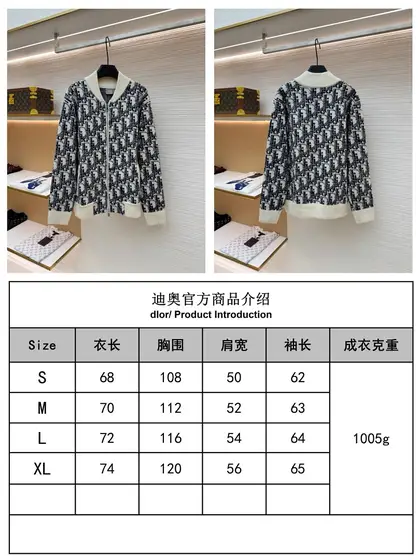 迪奥官方商品介绍
dior/ Product Introduction
Size 衣长 胸围 肩宽 袖长 成衣克重
S 68 108 50 62
M 70 112 52 63
L 72 116 54 64
XL 74 120 56 65
1005g